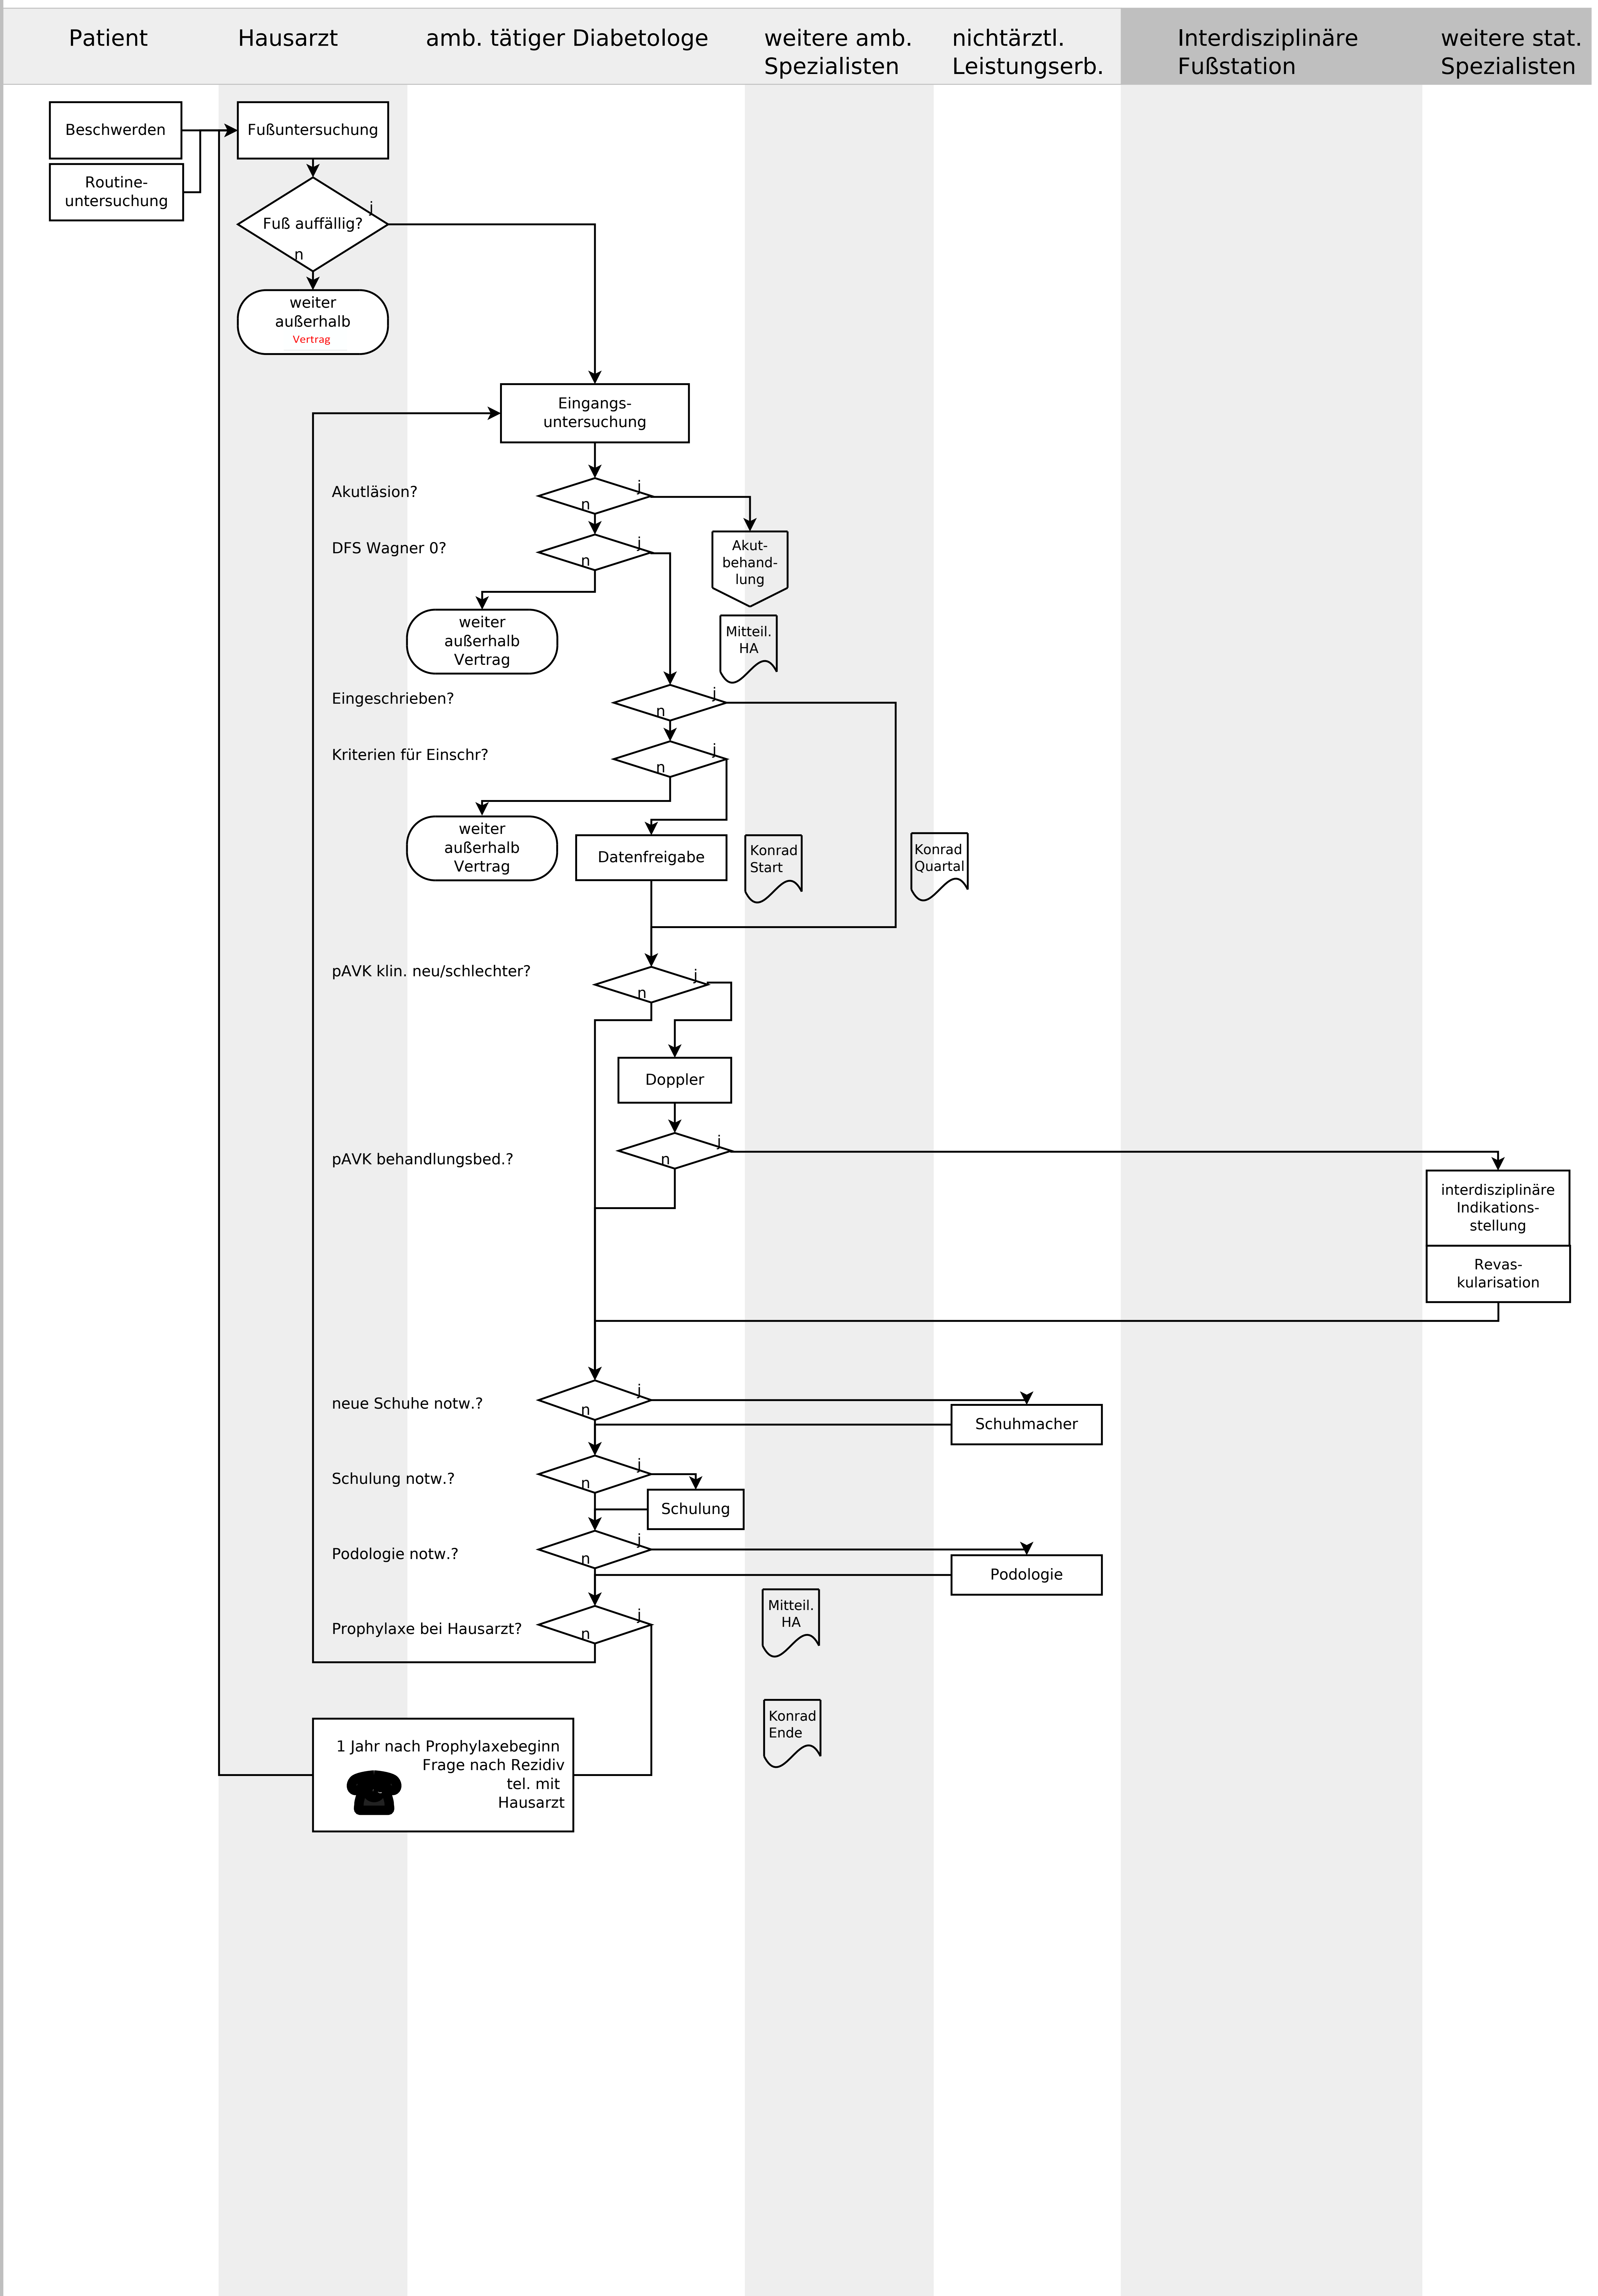 Patient
Hausarzt
amb. tätiger Diabetologe
weitere amb.
Spezialisten
nichtärztl.
Leistungserb.
Interdisziplinäre
Fußstation
weitere stat.
Spezialisten
Beschwerden
Routine-
untersuchung
Fußuntersuchung
j
Fuß auffällig?
n
weiter
außerhalb
Vertrag
Eingangs-
untersuchung
Akutläsion?
j
n
DFS Wagner 0?
j
n
Akut-
behand-
lung
weiter
außerhalb
Vertrag
Mitteil.
HA
Eingeschrieben?
j
n
Kriterien für Einschr?
j
n
weiter
außerhalb
Vertrag
Datenfreigabe
Konrad
Start
Konrad
Quartal
pAVK klin. neu/schlechter?
j
n
Doppler
pAVK behandlungsbed.?
j
n
interdisziplinäre
Indikations-
stellung
Revas-
kularisation
neue Schuhe notw.?
j
n
Schuhmacher
Schulung notw.?
j
n
Schulung
Podologie notw.?
j
n
Podologie
Prophylaxe bei Hausarzt?
j
n
Mitteil.
HA
Konrad
Ende
1 Jahr nach Prophylaxebeginn
Frage nach Rezidiv
tel. mit
Hausarzt